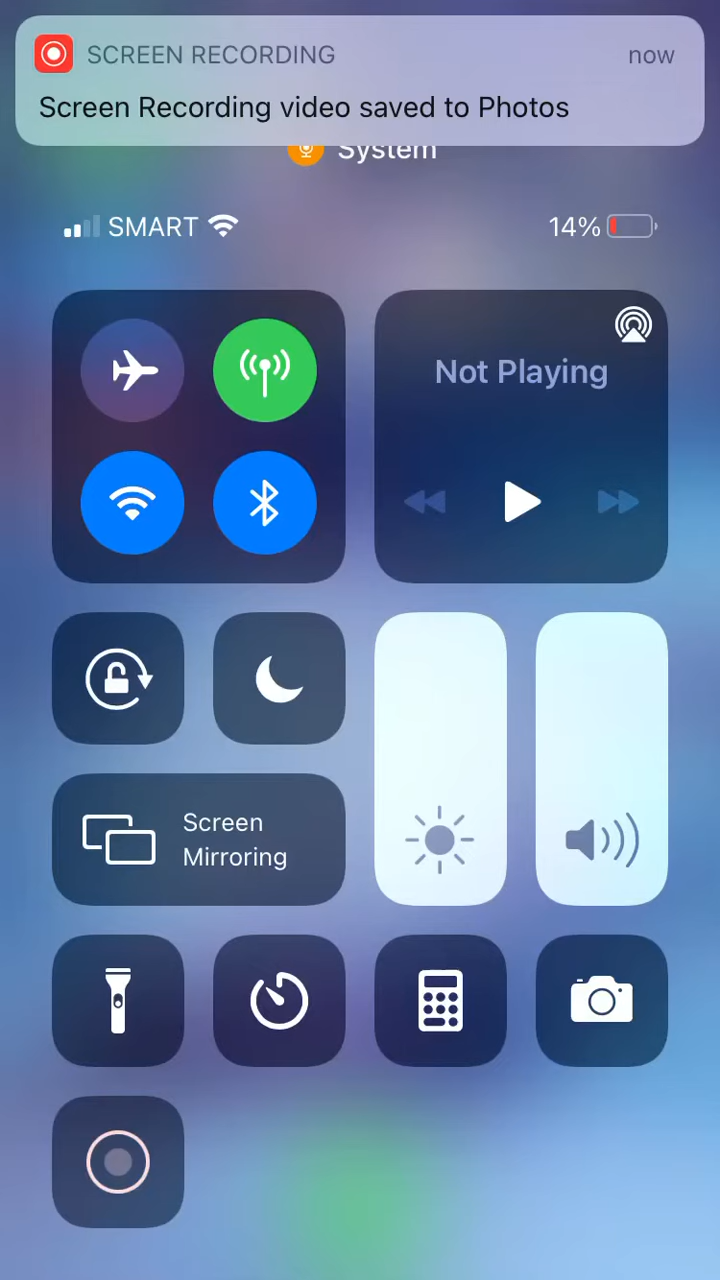 SCREEN RECORDING now
Screen Recording video saved to Photos
System
SMART 14%
Not Playing
Screen
Mirroring